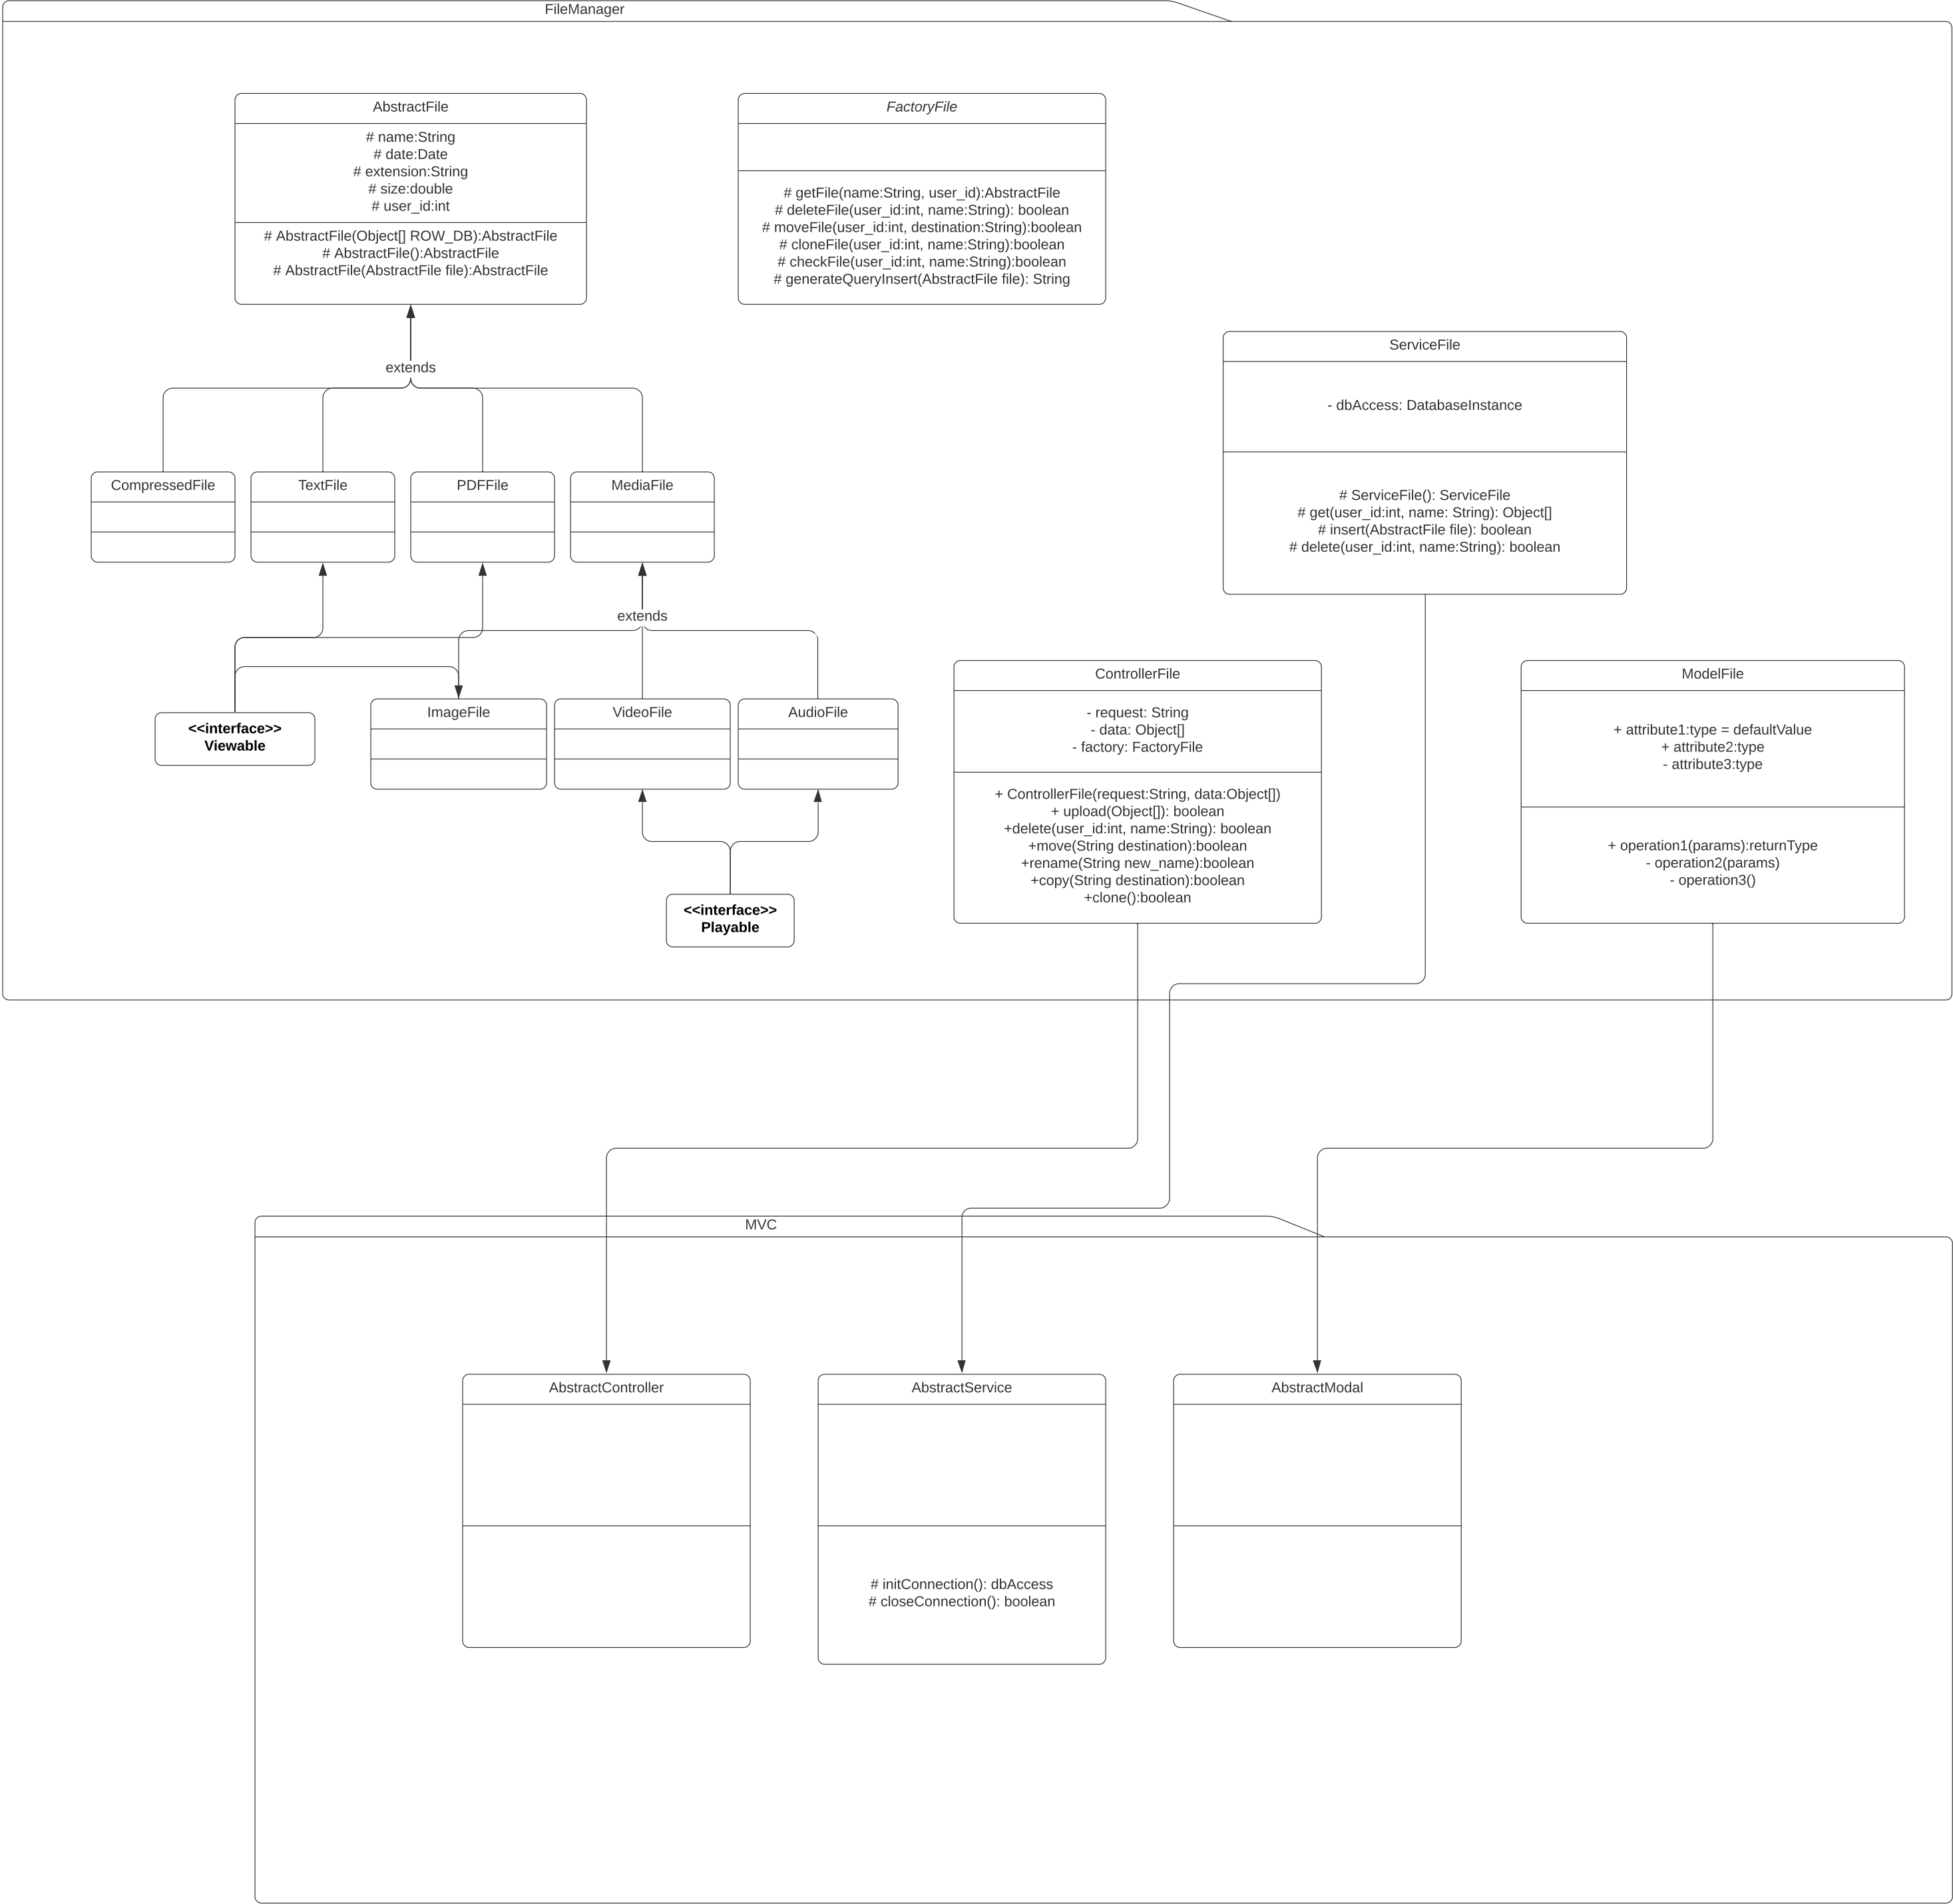 FileManager
AbstractFile
# name:String
# date:Date
# extension:String
# size:double
# user_id:int
# AbstractFile(Object[] ROW_DB):AbstractFile
# AbstractFile():AbstractFile
# AbstractFile(AbstractFile file):AbstractFile
FactoryFile
# getFile(name:String, user_id):AbstractFile
# deleteFile(user_id:int, name:String): boolean
# moveFile(user_id:int, destination:String):boolean
# cloneFile(user_id:int, name:String):boolean
# checkFile(user_id:int, name:String):boolean
# generateQueryInsert(AbstractFile file): String
extends
ServiceFile
- dbAccess: DatabaseInstance
# ServiceFile(): ServiceFile
# get(user_id:int, name: String): Object[]
# insert(AbstractFile file): boolean
# delete(user_id:int, name:String): boolean
CompressedFile
TextFile
PDFFile
MediaFile
extends
<<interface>>
Viewable
ImageFile
VideoFile
AudioFile
<<interface>>
Playable
ControllerFile
- request: String
- data: Object[]
- factory: FactoryFile
+ ControllerFile(request:String, data:Object[])
+ upload(Object[]): boolean
+delete(user_id:int, name:String): boolean
+move(String destination):boolean
+rename(String new_name):boolean
+copy(String destination):boolean
+clone():boolean
ModelFile
+ attribute1:type = defaultValue
+ attribute2:type
- attribute3:type
+ operation1(params):returnType
- operation2(params)
- operation3()
MVC
AbstractController
AbstractService
# initConnection(): dbAccess
# closeConnection(): boolean
AbstractModal